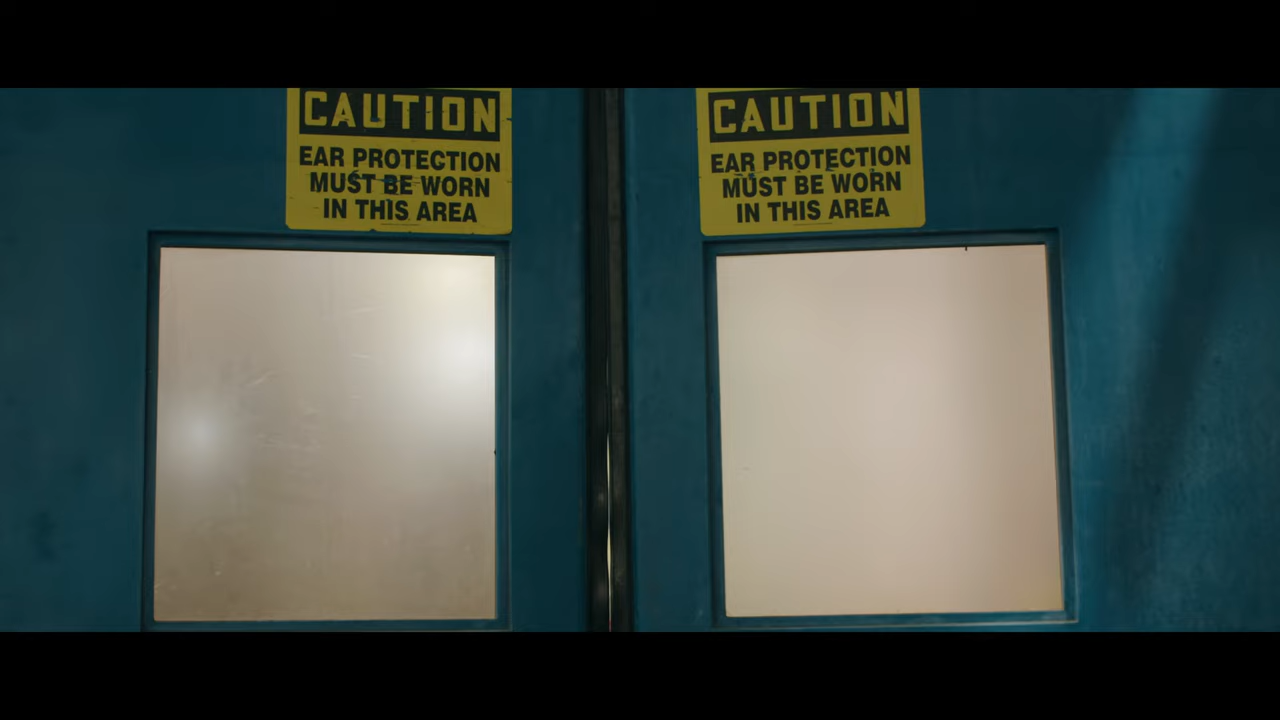 CAUTION
EAR PROTECTION
MUST BE WORN
IN THIS AREA
CAUTION
EAR PROTECTION
MUST BE WORN
IN THIS AREA